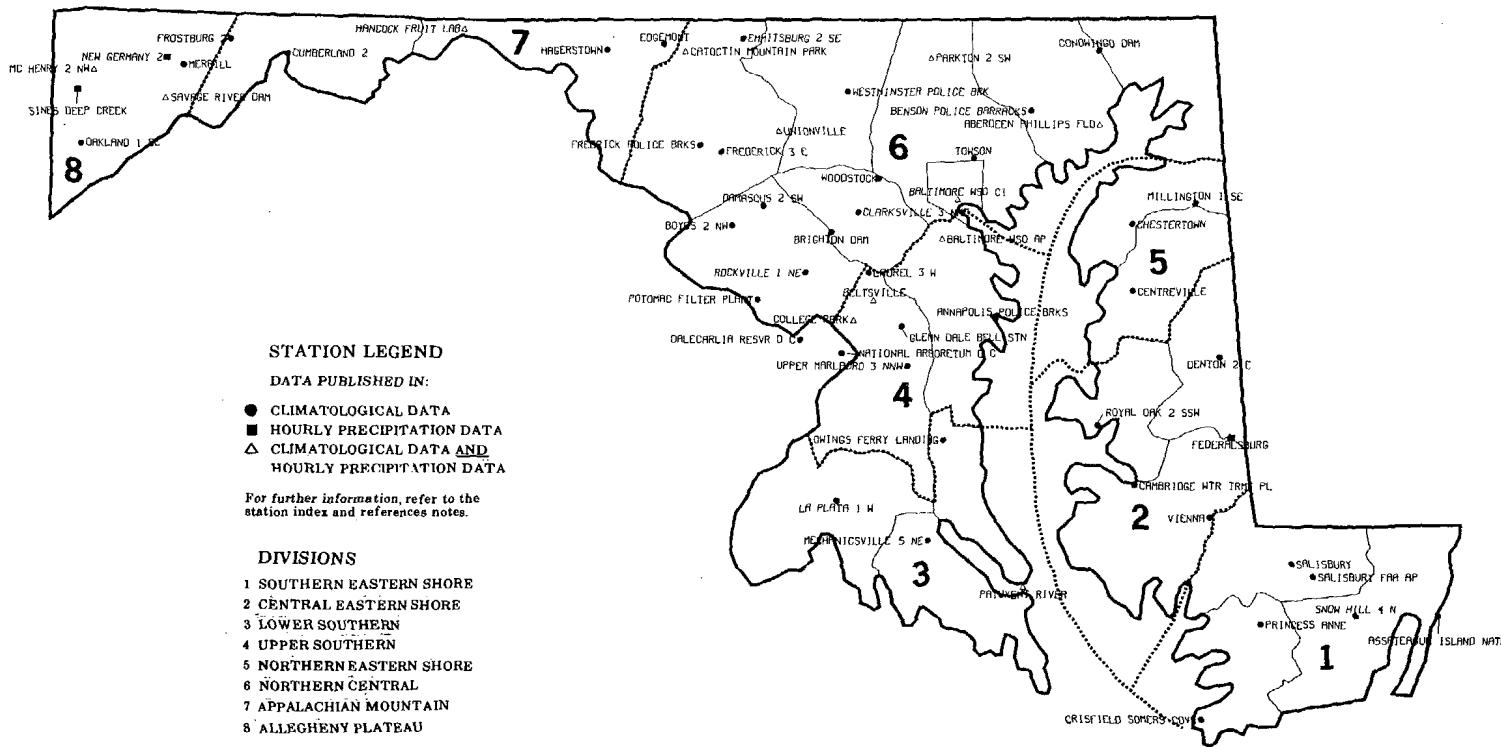 HANCOCK FRUIT LAB
7
FROSTBURG 2
EDGEMONT
EMMITSBURG 2 SE
CONOWINGO DAM
NEW GERMANY 2
CUMBERLAND 2
HAGERSTOWN
CATOCTIN MOUNTAIN PARK
PARKTON 2 SW
MC HENRY 2 NW
MERRILL
SAVAGE RIVER DAM
SINES DEEP CREEK
WESTMINSTER POLICE BRK
BENSON POLICE BARRACKS
ABERDEEN PHILLIPS FLD
UNIONVILLE
OAKLAND 1 SE
8
FREDRICK POLICE BRKS
FREDERICK 3 E
6
TOWSON
WOODSTOCK
DAMASCUS 2 SW
BALTIMORE WSO CI
MILLINGTON 1 SE
CLARKSVILLE 3 NNE
BOYDS 2 NW
BRIGHTON DAM
BALTIMORE WSO AP
CHESTERTOWN
5
ROCKVILLE 1 NE
LAUREL 3 W
BELTSVILLE
CENTREVILLE
POTOMAC FILTER PLANT
COLLEGE PARK
ANNAPOLIS POLICE BRKS
DALECARLIA RESVR D C
GLENN DALE BELL STN
NATIONAL ARBORETUM D C
UPPER MARLBORO 3 NNW
4
DENTON 2 E
ROYAL OAK 2 SSW
OWINGS FERRY LANDING
FEDERALSBURG
CAMBRIDGE WTR TRMT PL
LA PLATA 1 W
2
VIENNA
MECHANICSVILLE 5 NE
3
PATUXENT RIVER
SALISBURY
SALISBURY FAA AP
SNOW HILL 4 N
PRINCESS ANNE
ASSATEAGUE ISLAND NAT
1
CRISFIELD SOMERS COVE
STATION LEGEND
DATA PUBLISHED IN:
● CLIMATOLOGICAL DATA
■ HOURLY PRECIPITATION DATA
△ CLIMATOLOGICAL DATA AND
HOURLY PRECIPITATION DATA
For further information, refer to the
station index and references notes.
DIVISIONS
1 SOUTHERN EASTERN SHORE
2 CENTRAL EASTERN SHORE
3 LOWER SOUTHERN
4 UPPER SOUTHERN
5 NORTHERN EASTERN SHORE
6 NORTHERN CENTRAL
7 APPALACHIAN MOUNTAIN
8 ALLEGHENY PLATEAU